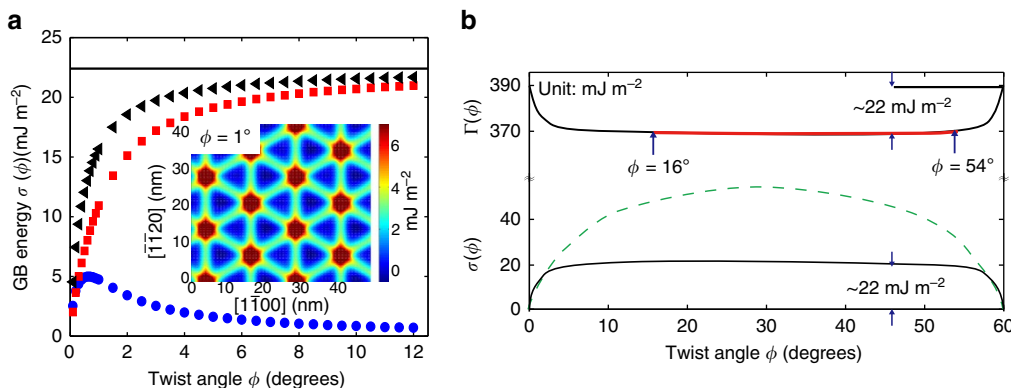 a
GB energy σ (φ)(mJ m⁻²)
25
20
15
10
5
0
0 2 4 6 8 10 12
Twist angle φ (degrees)
φ = 1°
[1̄1̄20] (nm)
40
30
20
10
0
0 10 20 30 40
[11̄00] (nm)
6
4
2
0
mJ m⁻²
b
Unit: mJ m⁻²
Γ(φ)
390
370
~22 mJ m⁻²
φ = 16°
φ = 54°
σ(φ)
40
20
0
~22 mJ m⁻²
0 10 20 30 40 50 60
Twist angle φ (degrees)